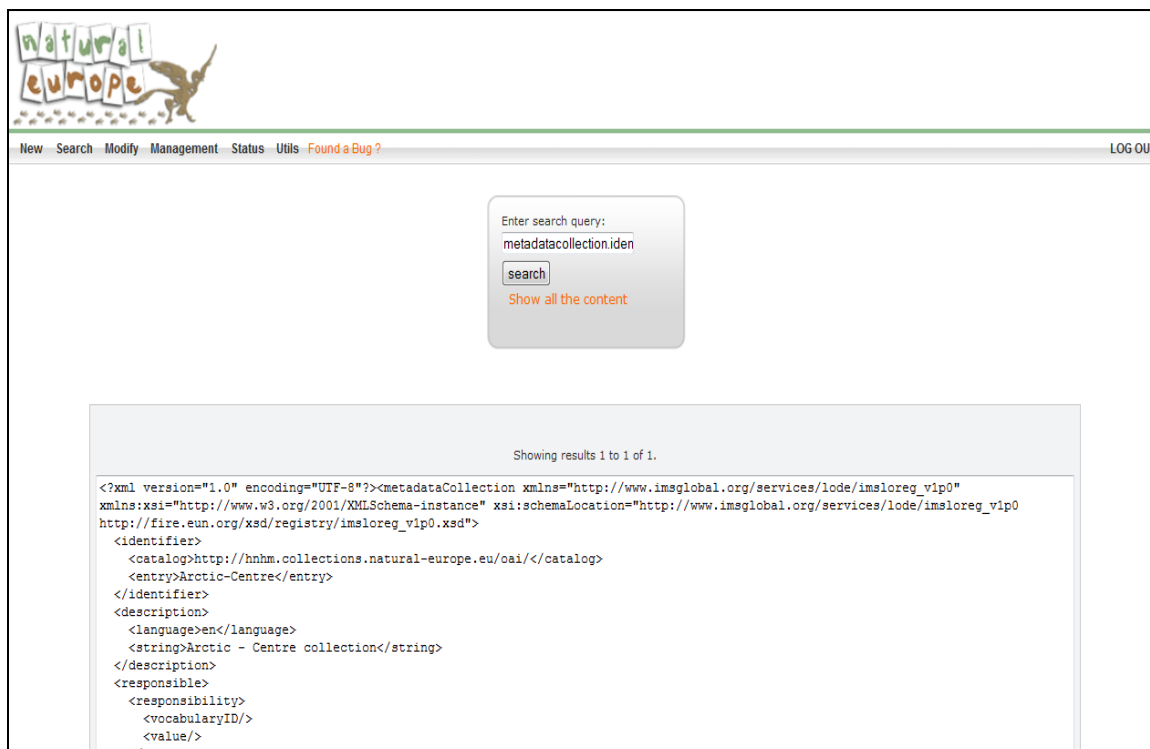 natural
europe
New Search Modify Management Status Utils Found a Bug ? LOG OU
Enter search query:
metadatacollection.iden
search
Show all the content
Showing results 1 to 1 of 1.
<?xml version="1.0" encoding="UTF-8"?><metadataCollection xmlns="http://www.imsglobal.org/services/lode/imsloreg_v1p0"
xmlns:xsi="http://www.w3.org/2001/XMLSchema-instance" xsi:schemaLocation="http://www.imsglobal.org/services/lode/imsloreg_v1p0
http://fire.eun.org/xsd/registry/imsloreg_v1p0.xsd">
<identifier>
<catalog>http://hnhm.collections.natural-europe.eu/oai/</catalog>
<entry>Arctic-Centre</entry>
</identifier>
<description>
<language>en</language>
<string>Arctic - Centre collection</string>
</description>
<responsible>
<responsibility>
<vocabularyID/>
<value/>